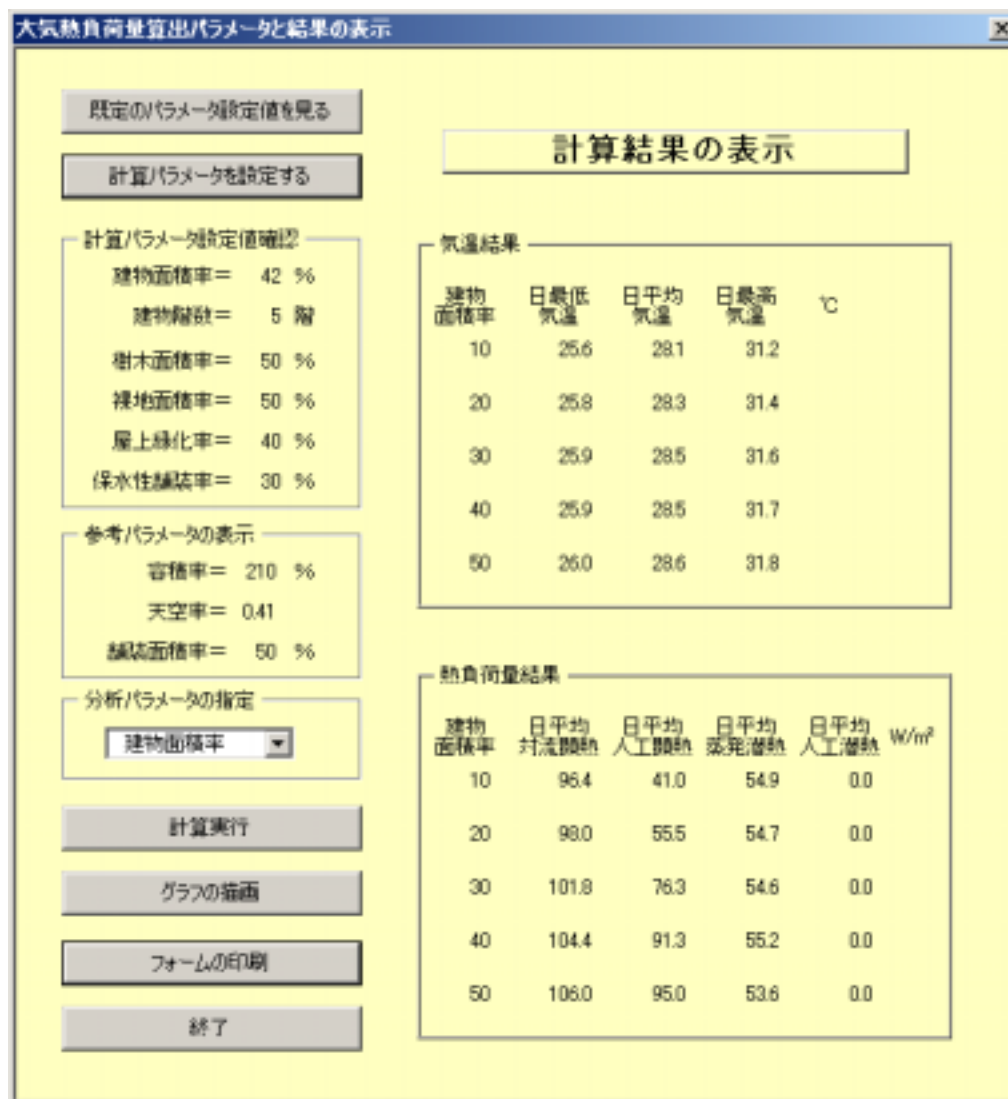 大気熱負荷量算出パラメータと結果の表示
既定のパラメータ設定値を見る
計算パラメータを設定する
計算パラメータ設定値確認
建物面積率＝ 42 %
建物階数＝ 5 階
樹木面積率＝ 50 %
裸地面積率＝ 50 %
屋上緑化率＝ 40 %
保水性舗装率＝ 30 %
参考パラメータの表示
容積率＝ 210 %
天空率＝ 0.41
舗装面積率＝ 50 %
分析パラメータの指定
建物面積率
計算実行
グラフの描画
フォームの印刷
終了
計算結果の表示
気温結果
建物 日最低 日平均 日最高 ℃
面積率 気温 気温 気温
10 25.6 28.1 31.2
20 25.8 28.3 31.4
30 25.9 28.5 31.6
40 25.9 28.5 31.7
50 26.0 28.6 31.8
熱負荷量結果
建物 日平均 日平均 日平均 日平均 W/m²
面積率 対流顕熱 人工顕熱 蒸発潜熱 人工潜熱
10 96.4 41.0 54.9 0.0
20 98.0 55.5 54.7 0.0
30 101.8 76.3 54.6 0.0
40 104.4 91.3 55.2 0.0
50 106.0 95.0 53.6 0.0